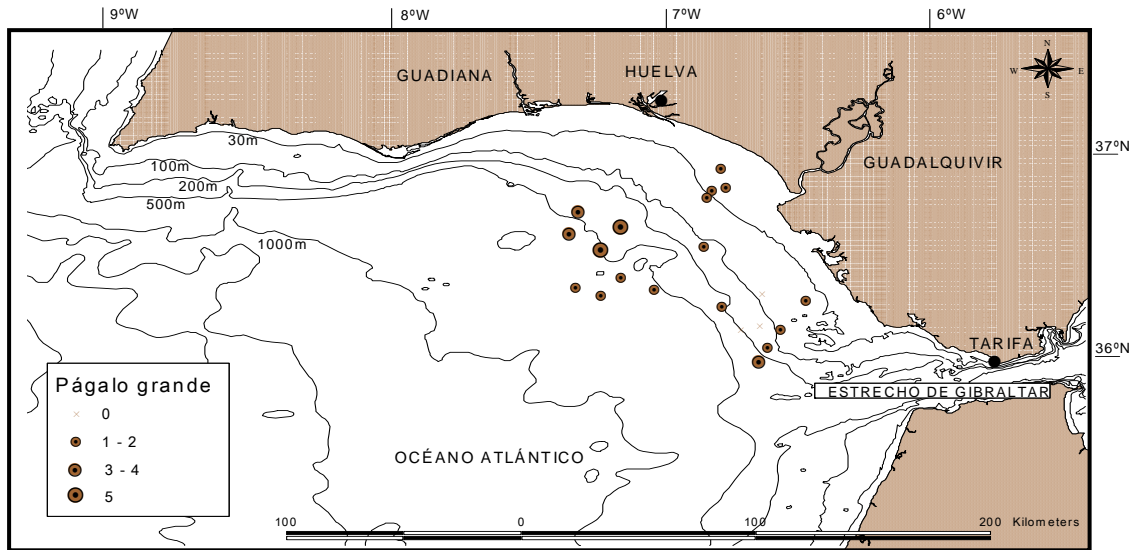 9ºW 8ºW 7ºW 6ºW
N
W E
S
GUADIANA
HUELVA
GUADALQUIVIR
37ºN
30m
100m
200m
500m
1000m
36ºN
TARIFA
ESTRECHO DE GIBRALTAR
OCÉANO ATLÁNTICO
Págalo grande
0
1 - 2
3 - 4
5
100 0 100 200 Kilometers